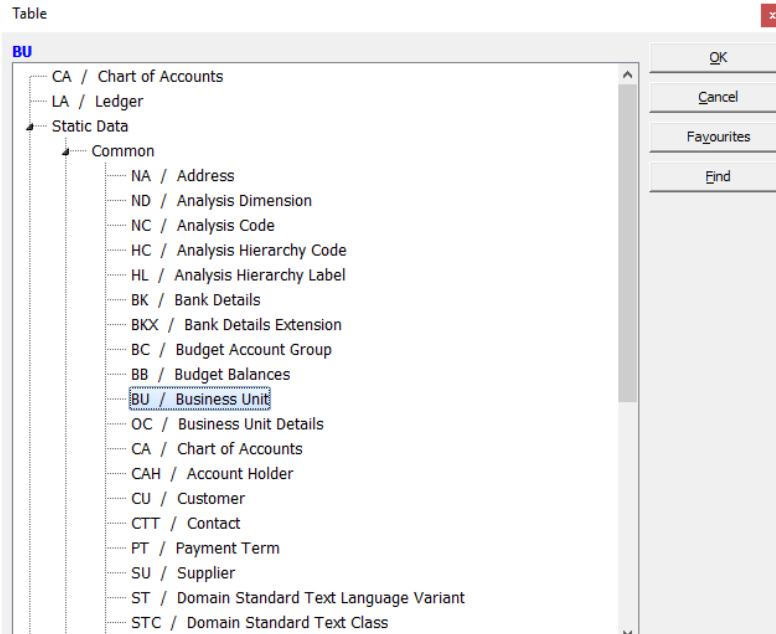 Table
x
BU
CA / Chart of Accounts
LA / Ledger
Static Data
Common
NA / Address
ND / Analysis Dimension
NC / Analysis Code
HC / Analysis Hierarchy Code
HL / Analysis Hierarchy Label
BK / Bank Details
BKX / Bank Details Extension
BC / Budget Account Group
BB / Budget Balances
BU / Business Unit
OC / Business Unit Details
CA / Chart of Accounts
CAH / Account Holder
CU / Customer
CTT / Contact
PT / Payment Term
SU / Supplier
ST / Domain Standard Text Language Variant
STC / Domain Standard Text Class
OK
Cancel
Favourites
Find